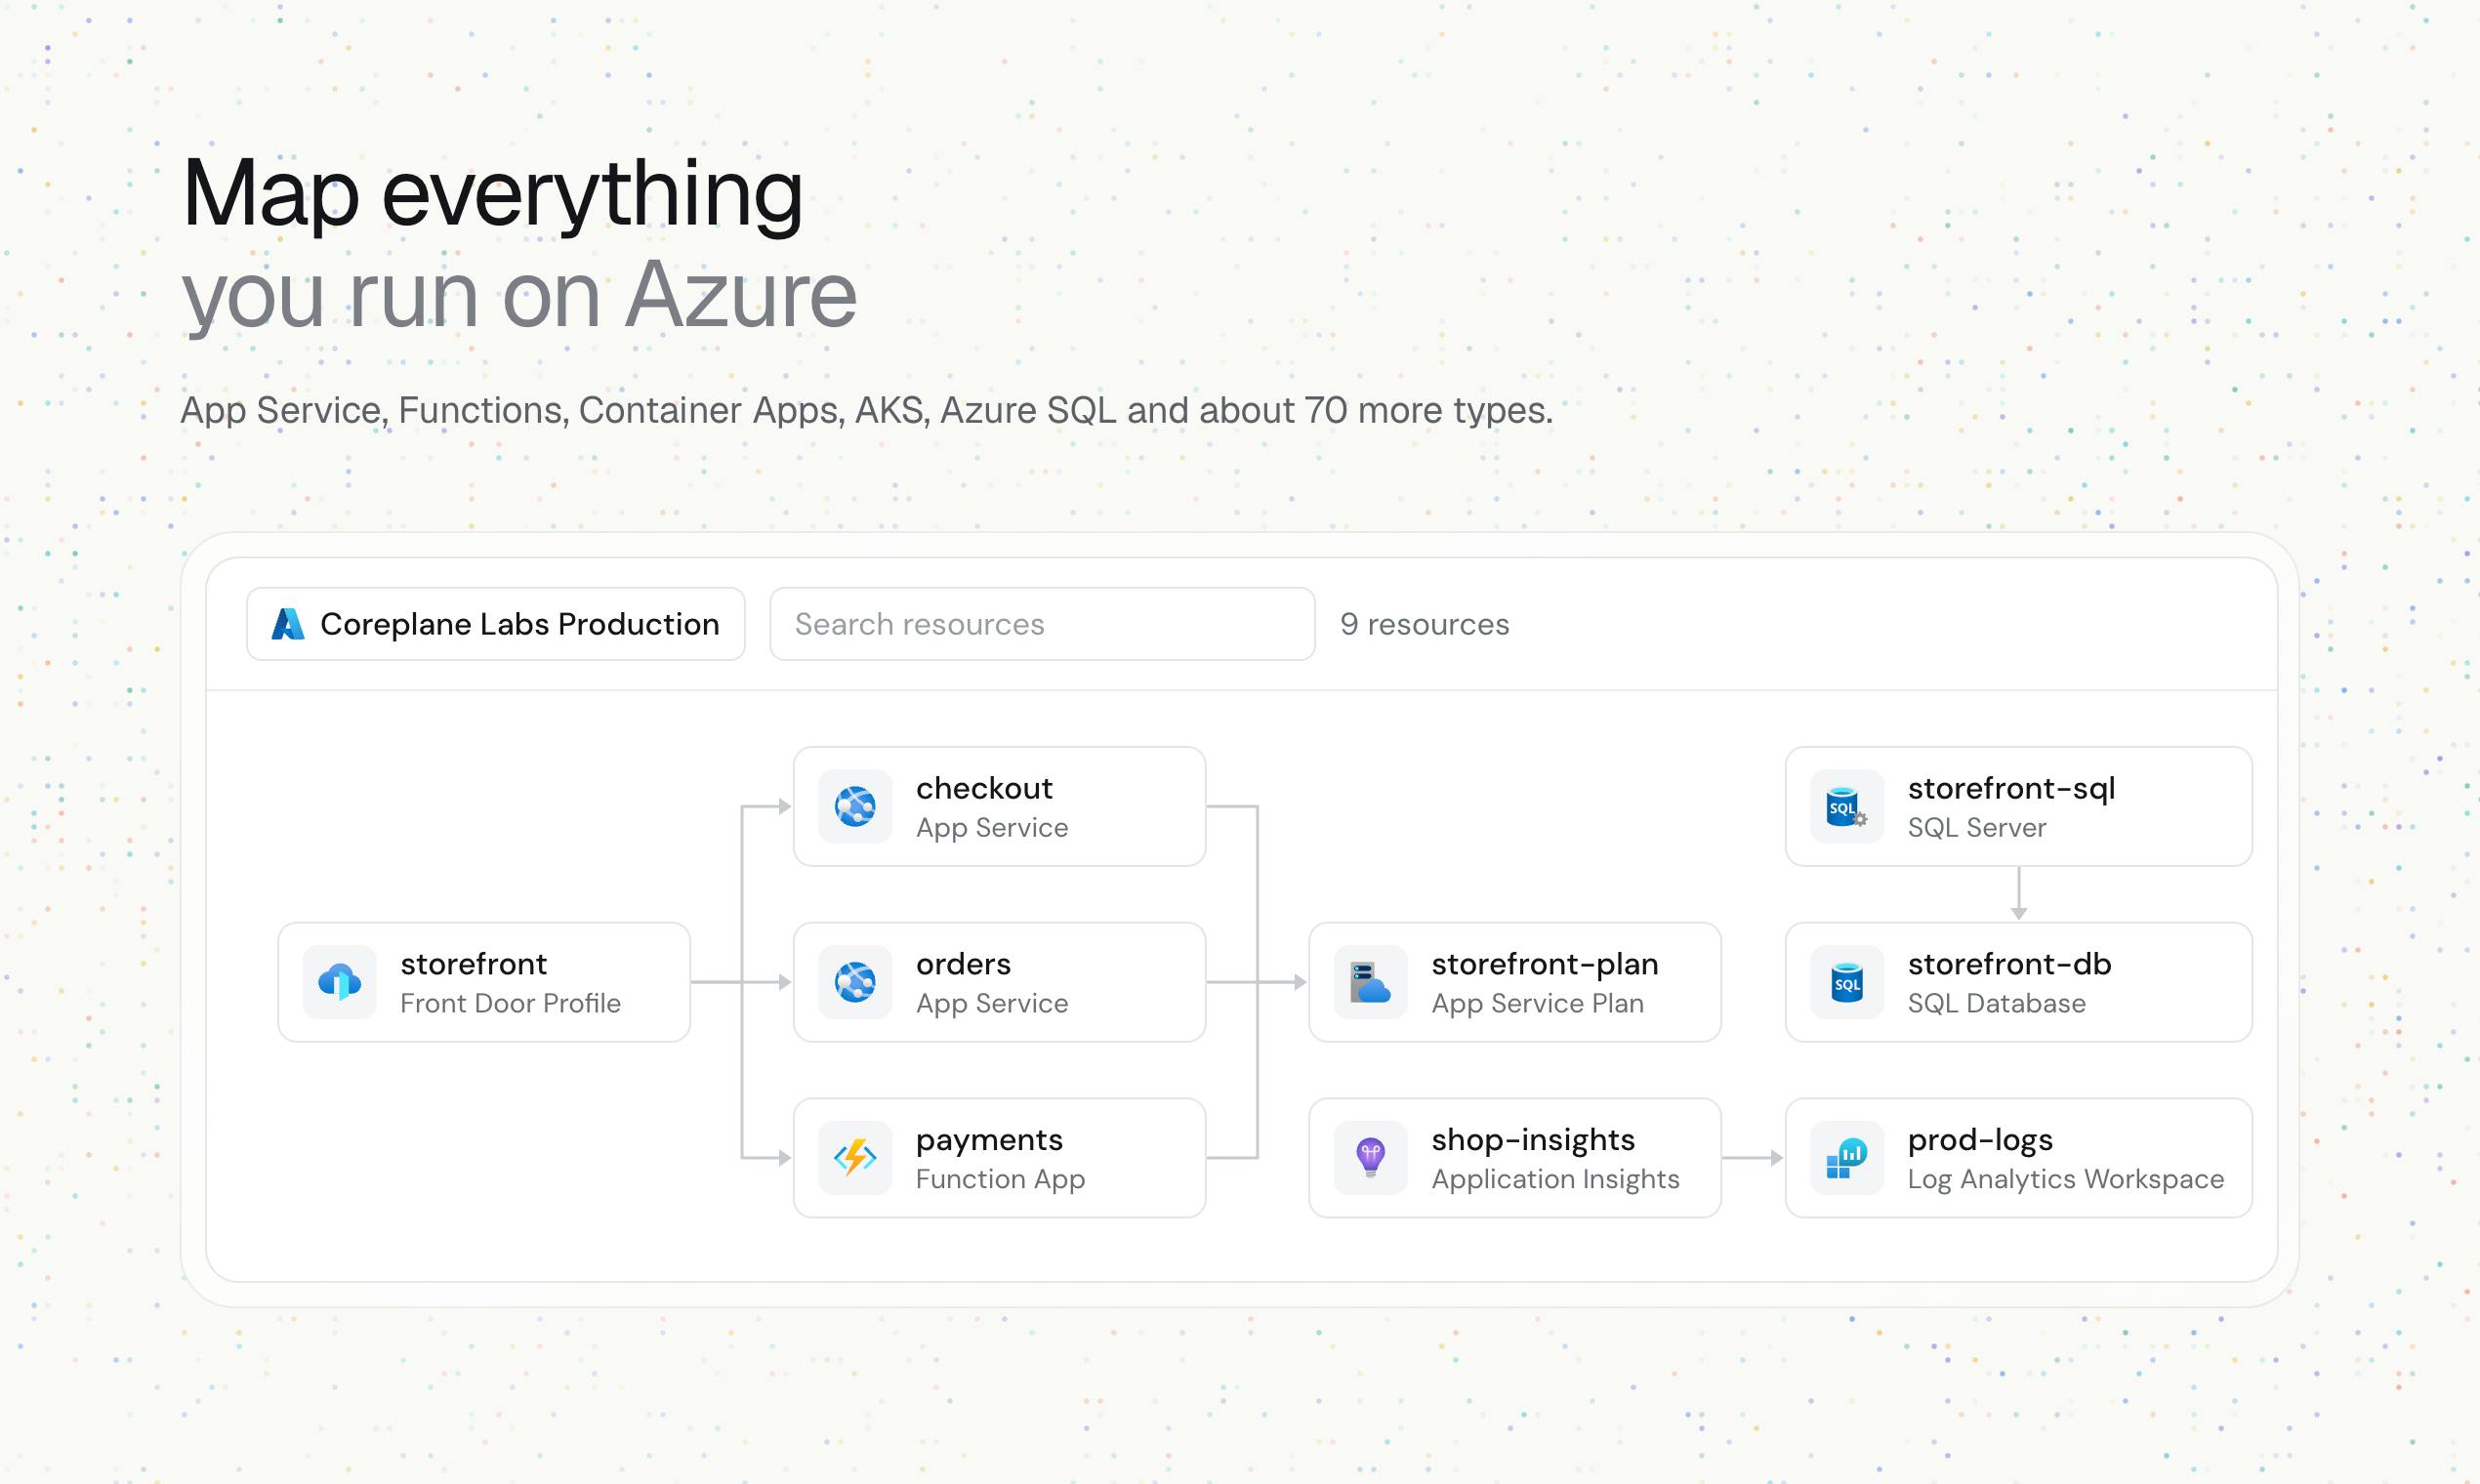 Map everything
you run on Azure
App Service, Functions, Container Apps, AKS, Azure SQL and about 70 more types.
Coreplane Labs Production
Search resources
9 resources
checkout
App Service
storefront-sql
SQL
SQL Server
storefront
Front Door Profile
orders
App Service
storefront-plan
App Service Plan
storefront-db
SQL
SQL Database
payments
Function App
shop-insights
Application Insights
prod-logs
Log Analytics Workspace